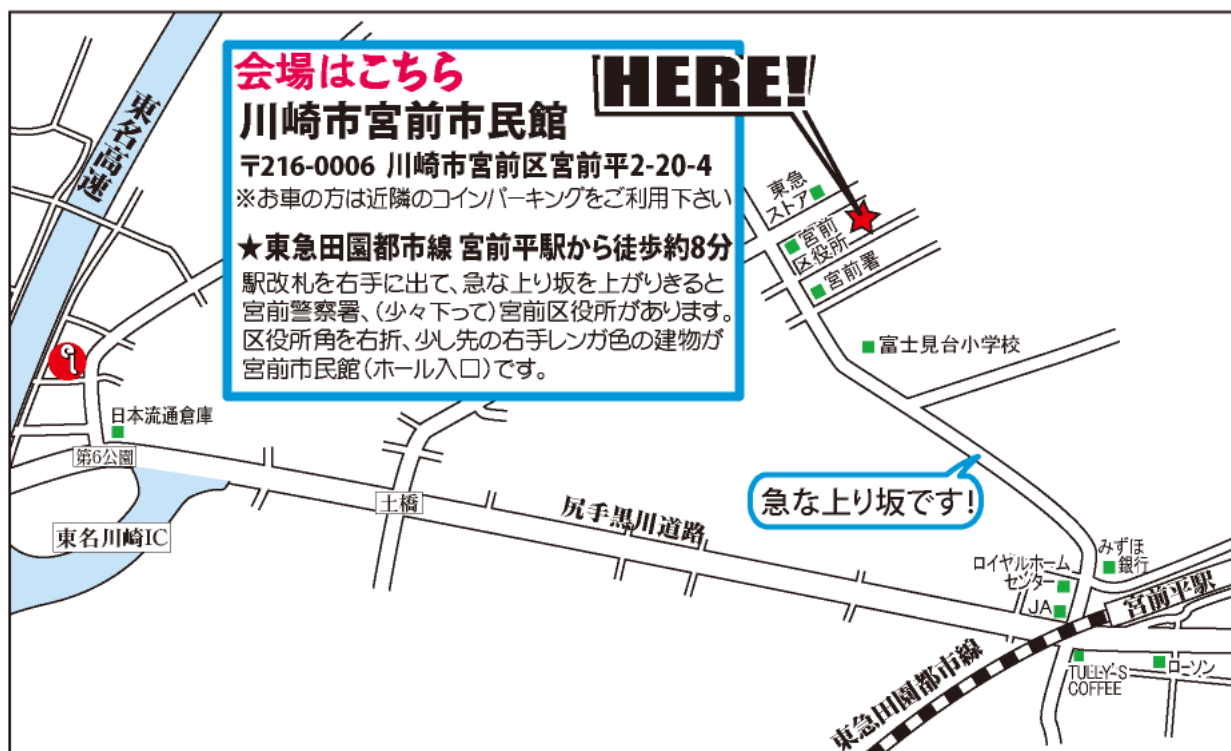 会場はこちら
川崎市宮前市民館
〒216-0006 川崎市宮前区宮前平2-20-4
※お車の方は近隣のコインパーキングをご利用下さい
★東急田園都市線 宮前平駅から徒歩約8分
駅改札を右手に出て、急な上り坂を上がりきると
宮前警察署、(少々下って)宮前区役所があります。
区役所角を右折、少し先の右手レンガ色の建物が
宮前市民館(ホール入口)です。
HERE!
東名高速
東急
ストア
宮前
区役所
宮前署
富士見台小学校
日本流通倉庫
第6公園
東名川崎IC
土橋
尻手黒川道路
急な上り坂です!
みずほ
銀行
ロイヤルホーム
センター
JA
宮前平駅
東急田園都市線
TULLY'S
COFFEE
ローソン